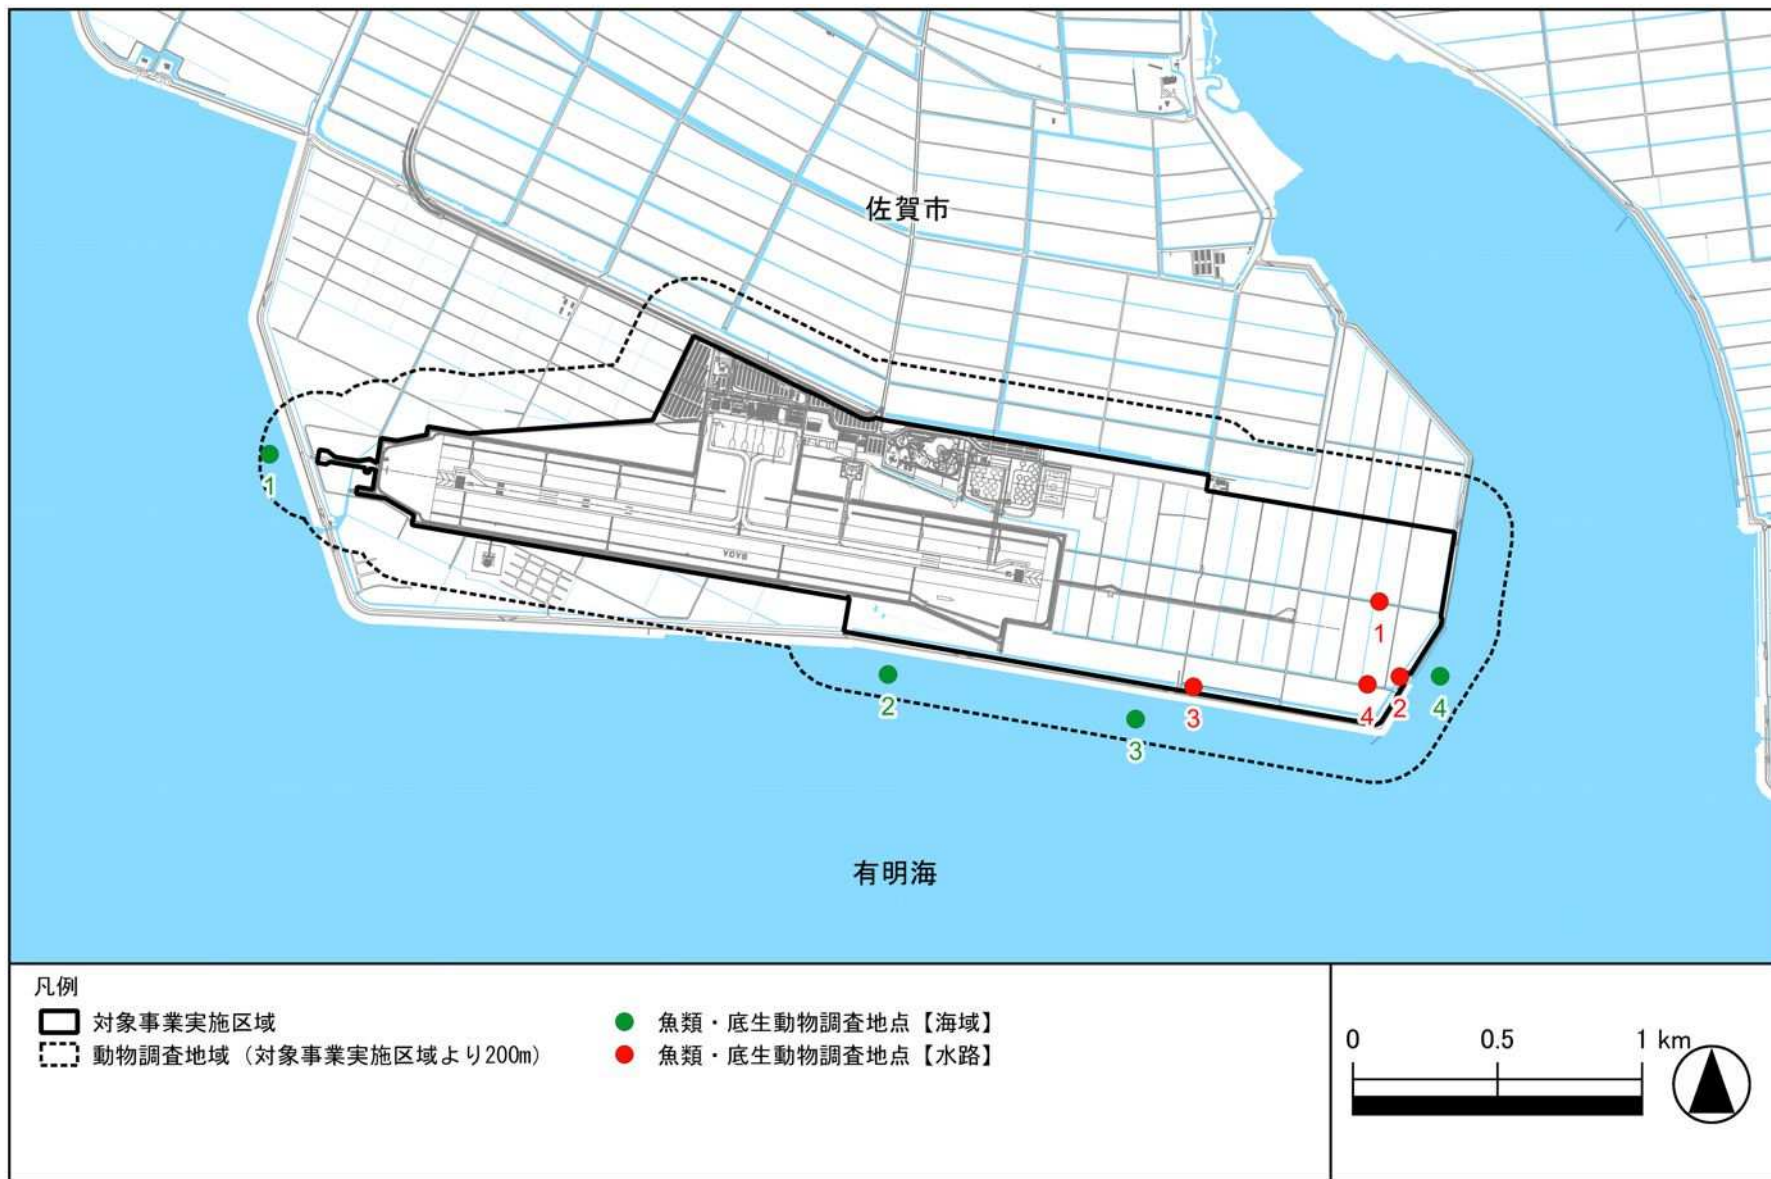 佐賀市
1
1
2
3
4
2
4
3
有明海
凡例
対象事業実施区域
動物調査地域（対象事業実施区域より200m）
魚類・底生動物調査地点【海域】
魚類・底生動物調査地点【水路】
0 0.5 1 km